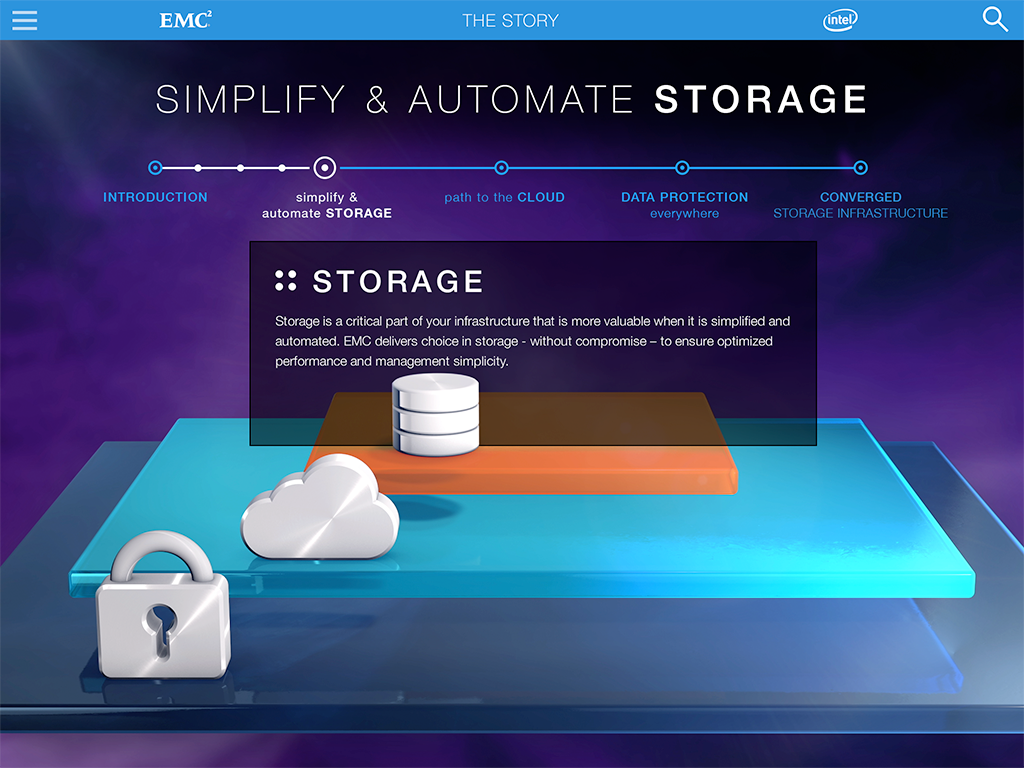 EMC²
THE STORY
intel
SIMPLIFY & AUTOMATE STORAGE
INTRODUCTION
simplify &
automate STORAGE
path to the CLOUD
DATA PROTECTION
everywhere
CONVERGED
STORAGE INFRASTRUCTURE
STORAGE
Storage is a critical part of your infrastructure that is more valuable when it is simplified and
automated. EMC delivers choice in storage - without compromise – to ensure optimized
performance and management simplicity.